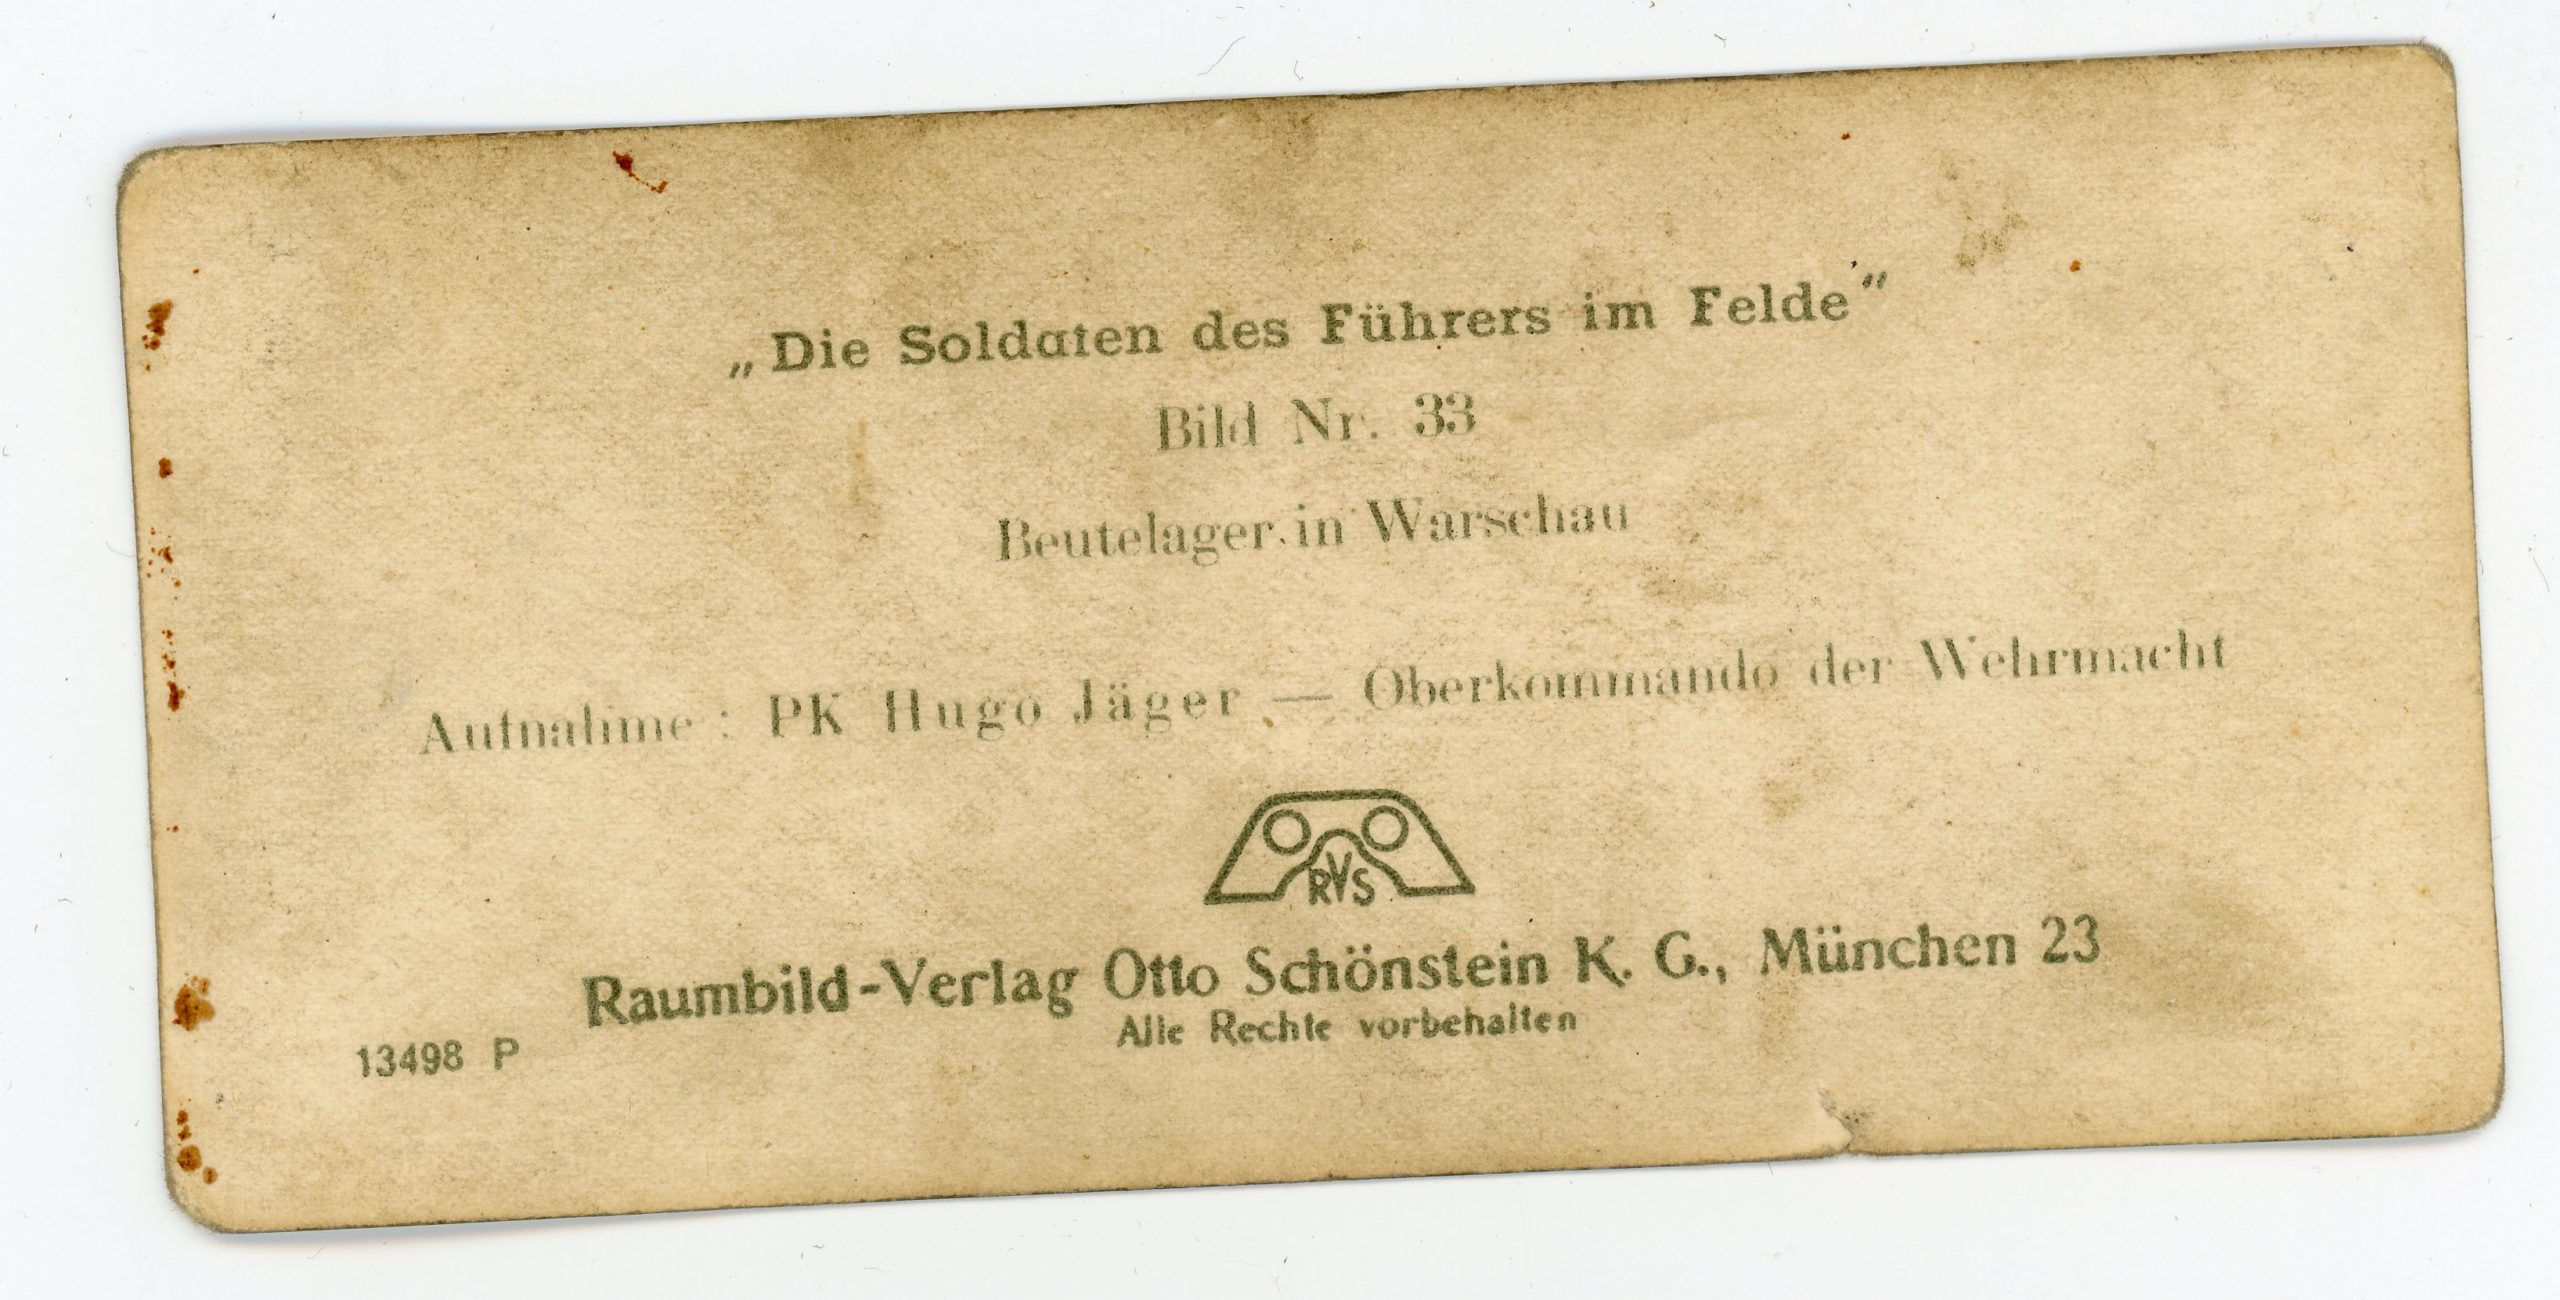 „Die Soldaten des Führers im Felde”
Bild Nr. 33
Beutelager in Warschau
Aufnahme : PK Hugo Jäger — Oberkommando der Wehrmacht
RVS
Raumbild-Verlag Otto Schönstein K. G., München 23
Alle Rechte vorbehalten
13498 P